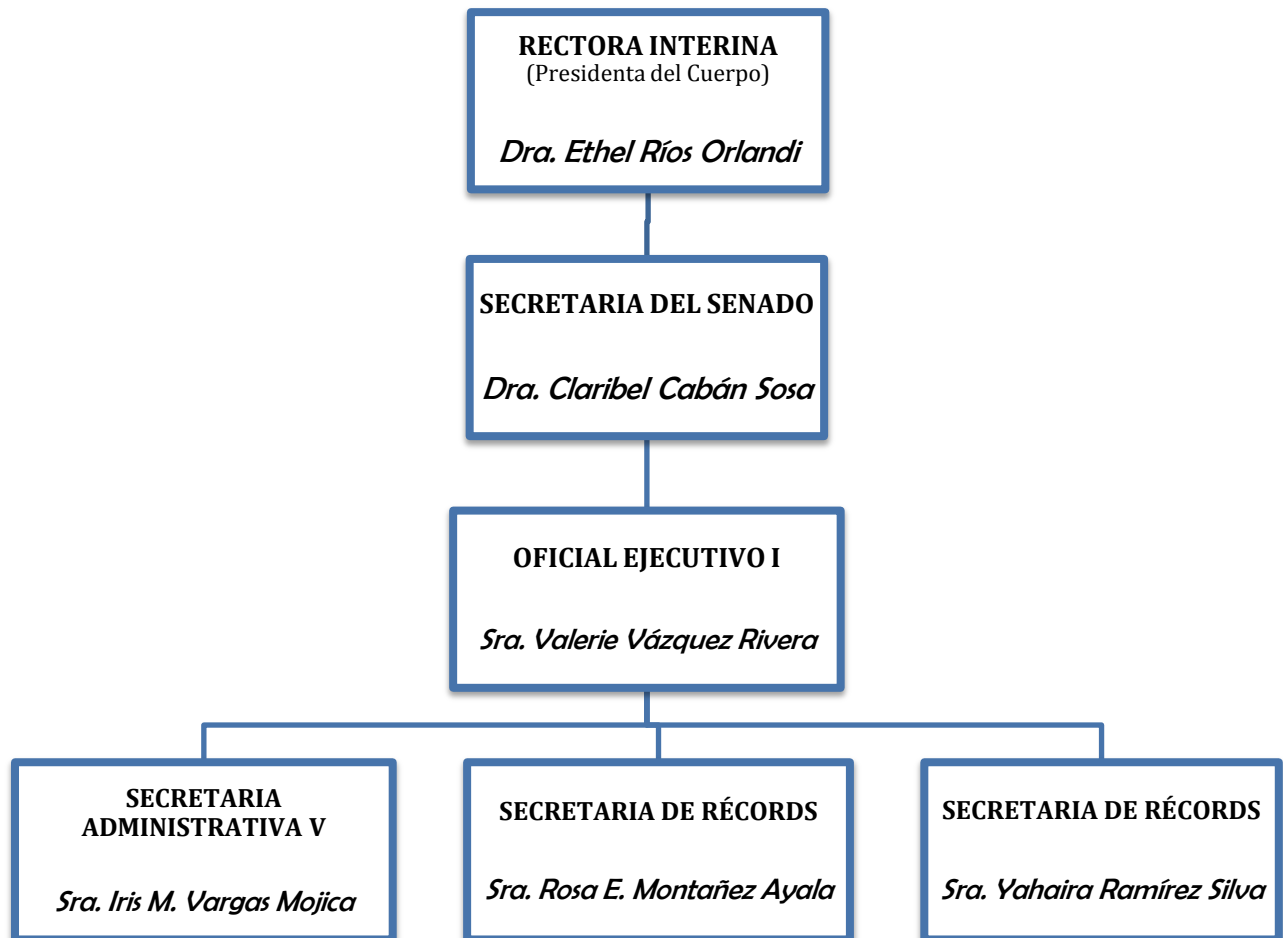 RECTORA INTERINA
(Presidenta del Cuerpo)
Dra. Ethel Ríos Orlandi
SECRETARIA DEL SENADO
Dra. Claribel Cabán Sosa
OFICIAL EJECUTIVO I
Sra. Valerie Vázquez Rivera
SECRETARIA
ADMINISTRATIVA V
Sra. Iris M. Vargas Mojica
SECRETARIA DE RÉCORDS
Sra. Rosa E. Montañez Ayala
SECRETARIA DE RÉCORDS
Sra. Yahaira Ramírez Silva